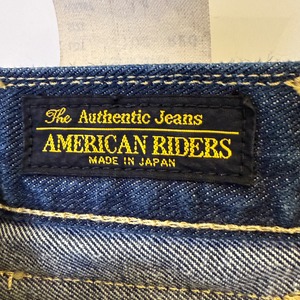 The Authentic Jeans
AMERICAN RIDERS
MADE IN JAPAN